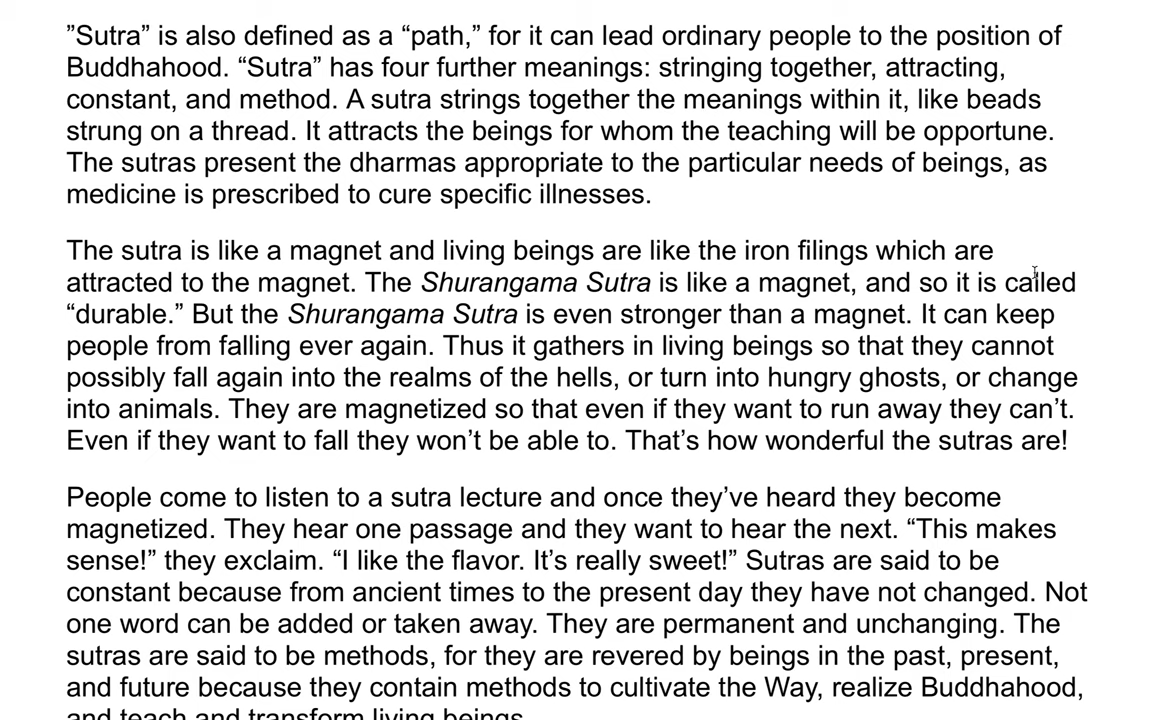 ”Sutra” is also defined as a “path,” for it can lead ordinary people to the position of
Buddhahood. “Sutra” has four further meanings: stringing together, attracting,
constant, and method. A sutra strings together the meanings within it, like beads
strung on a thread. It attracts the beings for whom the teaching will be opportune.
The sutras present the dharmas appropriate to the particular needs of beings, as
medicine is prescribed to cure specific illnesses.
The sutra is like a magnet and living beings are like the iron filings which are
attracted to the magnet. The Shurangama Sutra is like a magnet, and so it is called
“durable.” But the Shurangama Sutra is even stronger than a magnet. It can keep
people from falling ever again. Thus it gathers in living beings so that they cannot
possibly fall again into the realms of the hells, or turn into hungry ghosts, or change
into animals. They are magnetized so that even if they want to run away they can’t.
Even if they want to fall they won’t be able to. That’s how wonderful the sutras are!
People come to listen to a sutra lecture and once they’ve heard they become
magnetized. They hear one passage and they want to hear the next. “This makes
sense!” they exclaim. “I like the flavor. It’s really sweet!” Sutras are said to be
constant because from ancient times to the present day they have not changed. Not
one word can be added or taken away. They are permanent and unchanging. The
sutras are said to be methods, for they are revered by beings in the past, present,
and future because they contain methods to cultivate the Way, realize Buddhahood,
and teach and transform living beings.